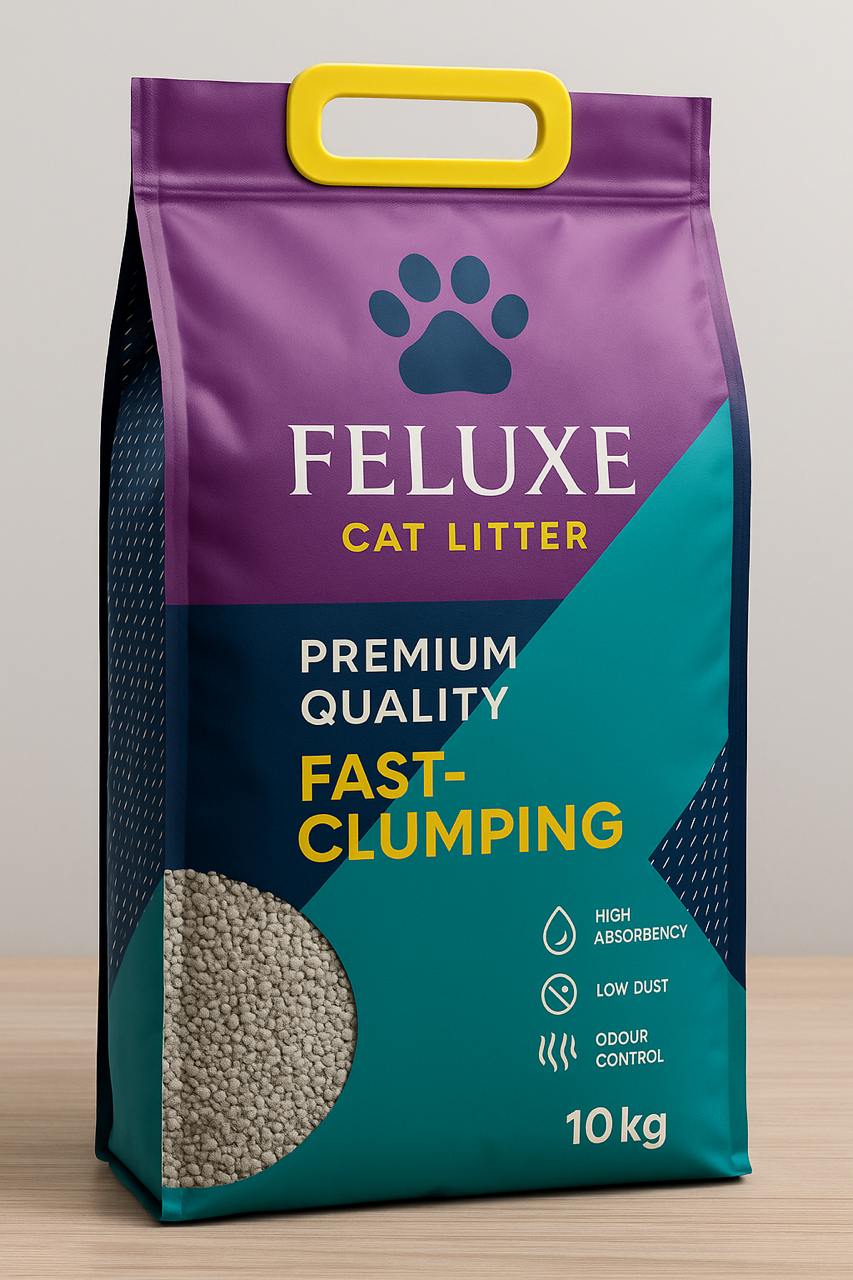 FELUXE
CAT LITTER
PREMIUM
QUALITY
FAST-
CLUMPING
HIGH
ABSORBENCY
LOW DUST
ODOUR
CONTROL
10 kg